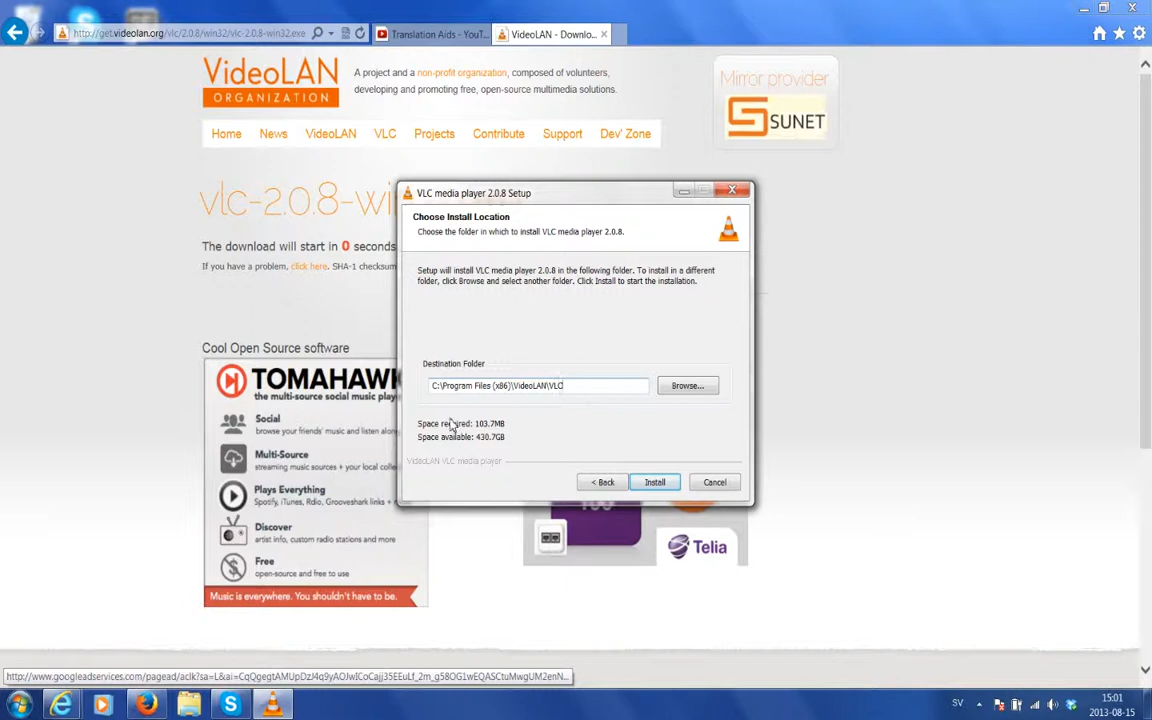 http://get.videolan.org/vlc/2.0.8/win32/vlc-2.0.8-win32.exe
Translation Aids - YouT...
VideoLAN - Downlo...
VideoLAN
ORGANIZATION
A project and a non-profit organization, composed of volunteers,
developing and promoting free, open-source multimedia solutions.
Mirror provider
SUNET
Home News VideoLAN VLC Projects Contribute Support Dev' Zone
vlc-2.0.8-wi
The download will start in 0 seconds
If you have a problem, click here. SHA-1 checksum
VLC media player 2.0.8 Setup
Choose Install Location
Choose the folder in which to install VLC media player 2.0.8.
Setup will install VLC media player 2.0.8 in the following folder. To install in a different
folder, click Browse and select another folder. Click Install to start the installation.
Destination Folder
C:\Program Files (x86)\VideoLAN\VLC
Browse...
Space required: 103.7MB
Space available: 430.7GB
VideoLAN VLC media player
< Back Install Cancel
Cool Open Source software
TOMAHAWK
the multi-source social music play
Social
browse your friends' music and listen along
Multi-Source
streaming music sources + your local colle
Plays Everything
Spotify, iTunes, Rdio, Grooveshark links +
Discover
artist info, custom radio stations and more
Free
open-source and free to use
Music is everywhere. You shouldn't have to be.
Telia
SV
15:01
2013-08-15